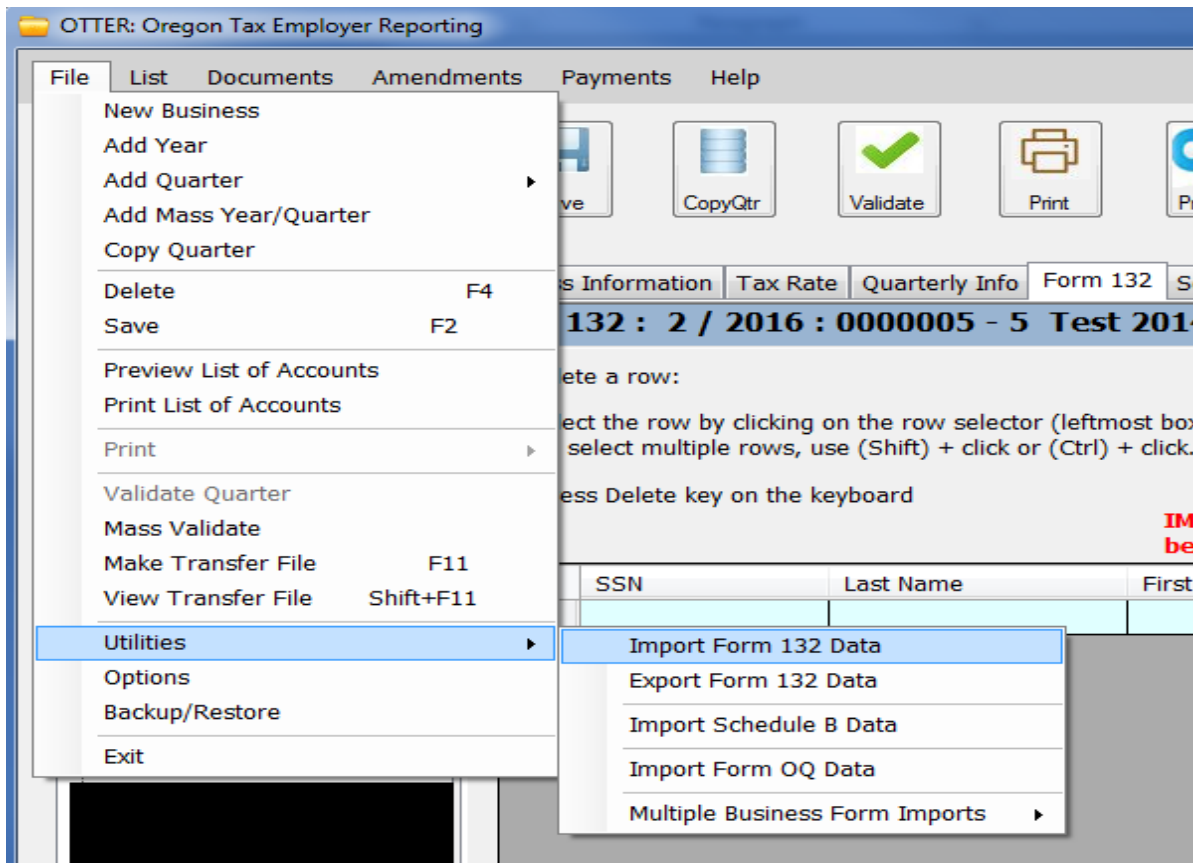 OTTER: Oregon Tax Employer Reporting
File List Documents Amendments Payments Help
New Business
Add Year
Add Quarter
Add Mass Year/Quarter
Copy Quarter
Delete F4
Save F2
Preview List of Accounts
Print List of Accounts
Print
Validate Quarter
Mass Validate
Make Transfer File F11
View Transfer File Shift+F11
Utilities
Options
Backup/Restore
Exit
Import Form 132 Data
Export Form 132 Data
Import Schedule B Data
Import Form OQ Data
Multiple Business Form Imports
ve CopyQtr Validate Print P
s Information Tax Rate Quarterly Info Form 132 S
132 : 2 / 2016 : 0000005 - 5 Test 201
ete a row:
ect the row by clicking on the row selector (leftmost box
select multiple rows, use (Shift) + click or (Ctrl) + click.
ess Delete key on the keyboard
IM
be
SSN Last Name First